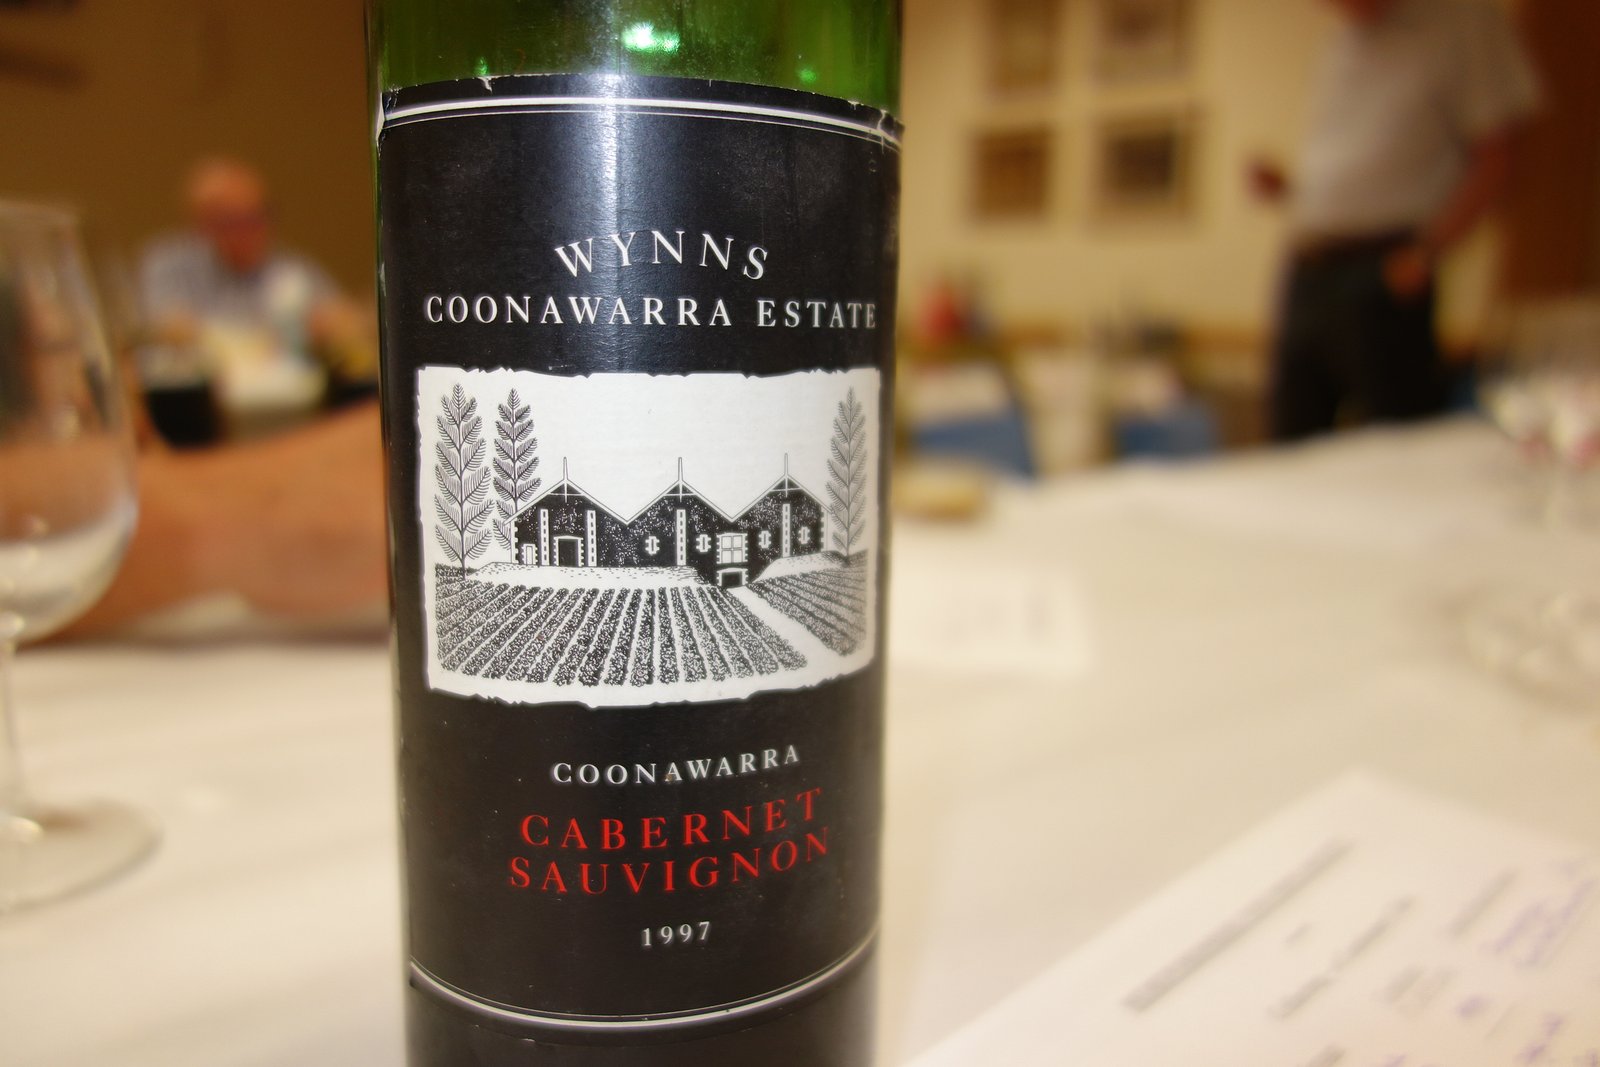 WYNNS
COONAWARRA ESTATE
COONAWARRA
CABERNET
SAUVIGNON
1997